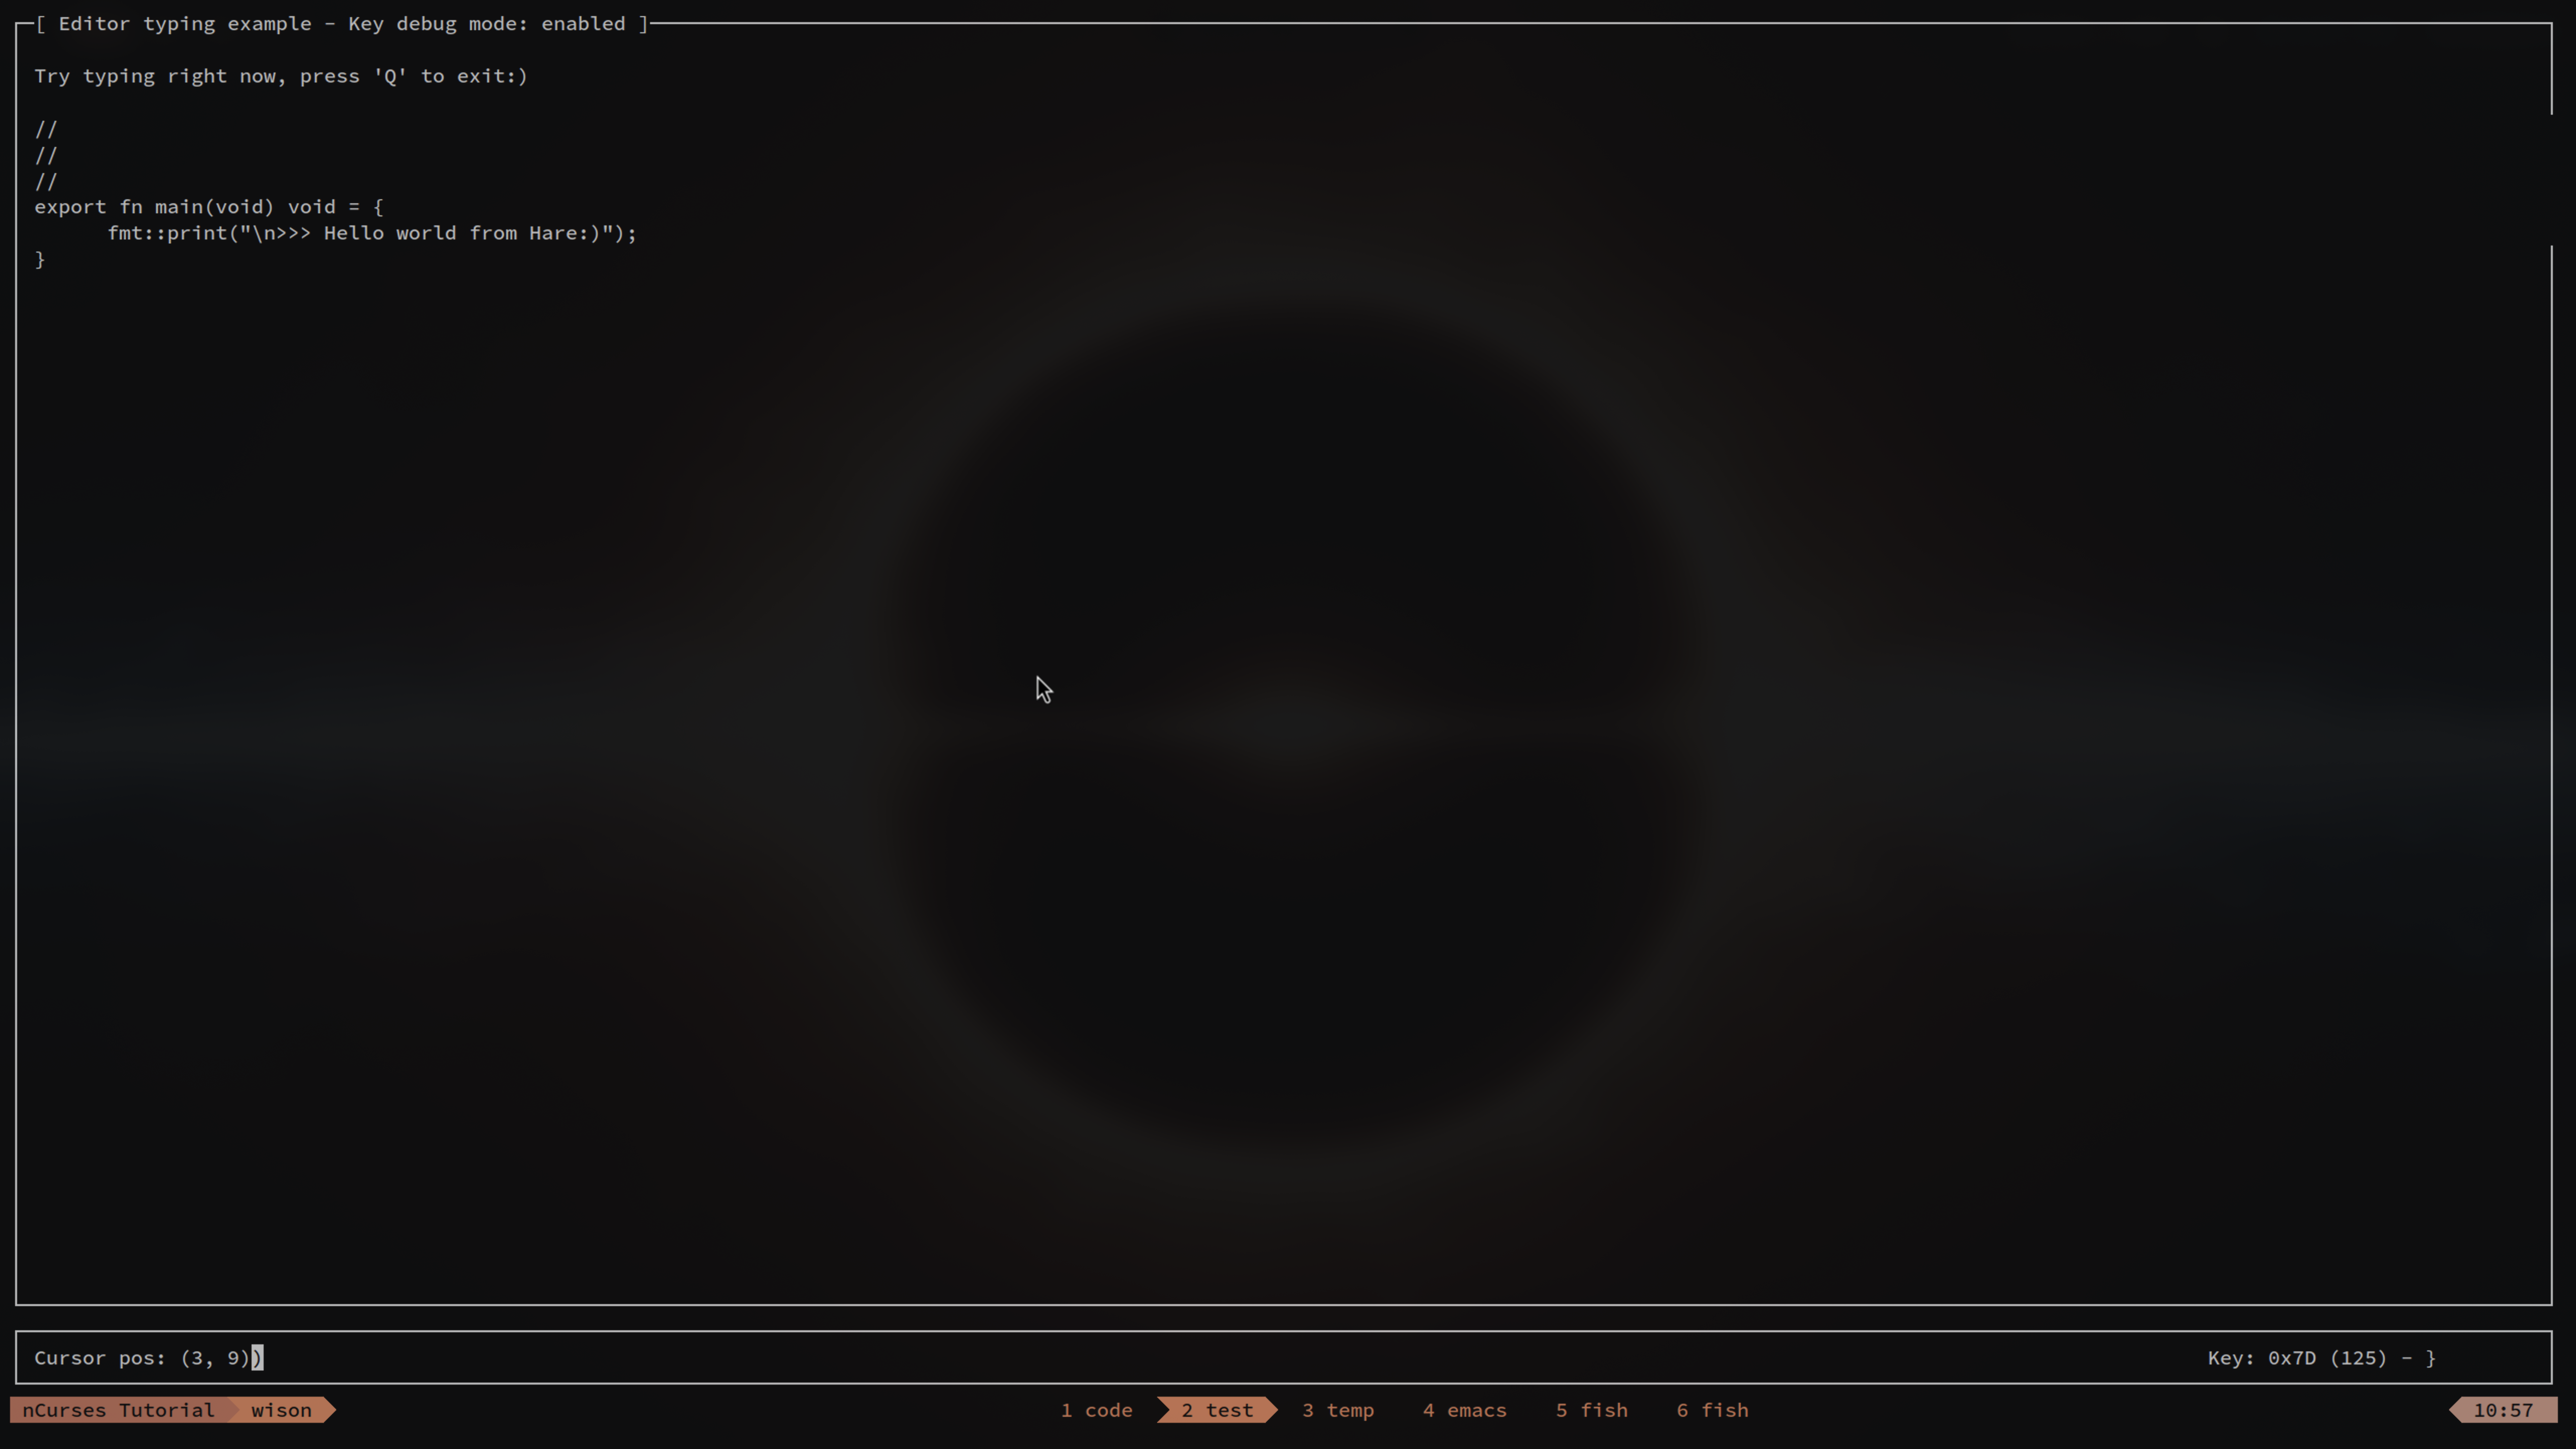 [ Editor typing example - Key debug mode: enabled ]
Try typing right now, press 'Q' to exit:)
//
//
//
export fn main(void) void = {
      fmt::print("\n>>> Hello world from Hare:)");
}
Cursor pos: (3, 9)) Key: 0x7D (125) - }
nCurses Tutorial wison 1 code 2 test 3 temp 4 emacs 5 fish 6 fish 10:57